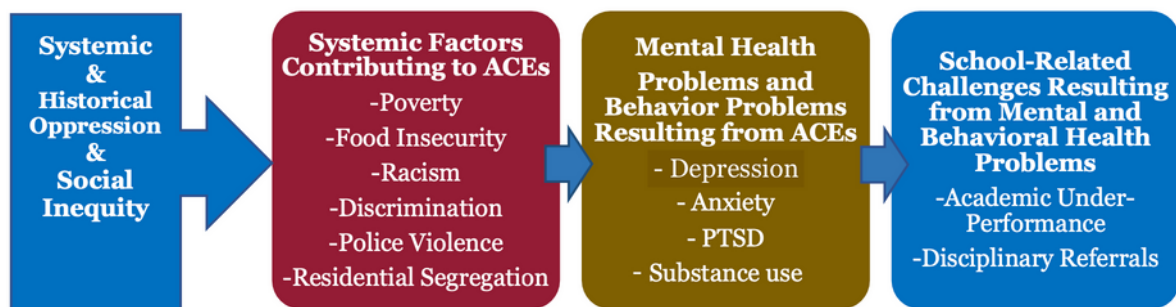 Systemic
&
Historical
Oppression
&
Social
Inequity
Systemic Factors
Contributing to ACEs
-Poverty
-Food Insecurity
-Racism
-Discrimination
-Police Violence
-Residential Segregation
Mental Health
Problems and
Behavior Problems
Resulting from ACEs
- Depression
- Anxiety
- PTSD
- Substance use
School-Related
Challenges Resulting
from Mental and
Behavioral Health
Problems
-Academic Under-
Performance
-Disciplinary Referrals